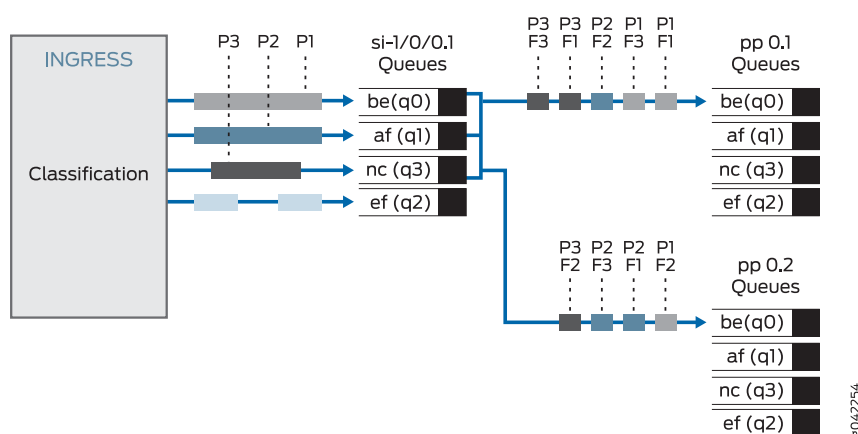 INGRESS
Classification
P3 P2 P1
si-1/0/0.1
Queues
be(q0)
af (q1)
nc (q3)
ef (q2)
P3 P3 P2 P1 P1
F3 F1 F2 F3 F1
pp 0.1
Queues
be(q0)
af (q1)
nc (q3)
ef (q2)
P3 P2 P2 P1
F2 F3 F1 F2
pp 0.2
Queues
be(q0)
af (q1)
nc (q3)
ef (q2)
g042254